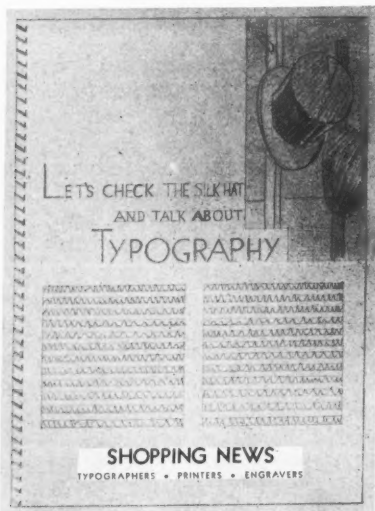 LET'S CHECK THE SILK HAT
AND TALK ABOUT
TYPOGRAPHY
SHOPPING NEWS
TYPOGRAPHERS • PRINTERS • ENGRAVERS